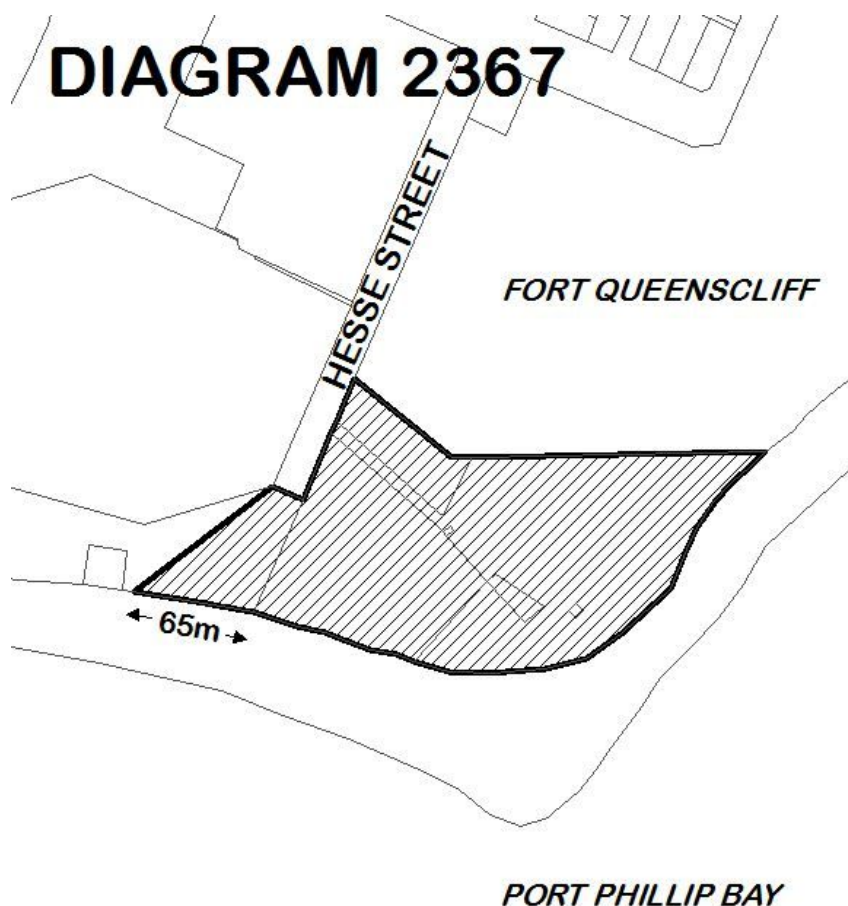 DIAGRAM 2367
HESSE STREET
FORT QUEENSCLIFF
65m
PORT PHILLIP BAY